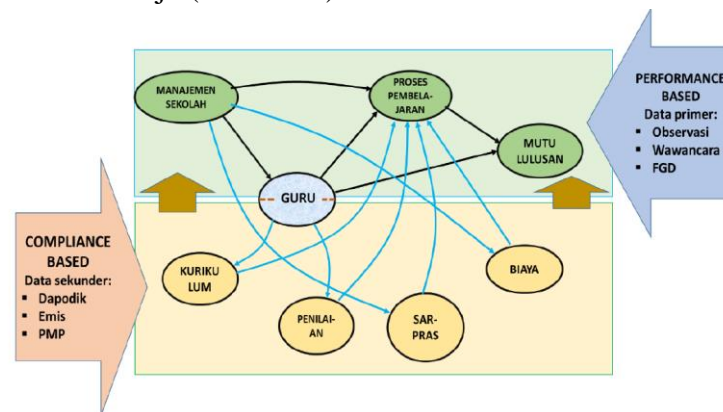 MANAJEMEN
SEKOLAH
PROSES
PEMBELA-
JARAN
MUTU
LULUSAN
GURU
PERFORMANCE
BASED
Data primer:
▪ Observasi
▪ Wawancara
▪ FGD
COMPLIANCE
BASED
Data sekunder:
▪ Dapodik
▪ Emis
▪ PMP
KURIKU
LUM
PENILAI-
AN
SAR-
PRAS
BIAYA